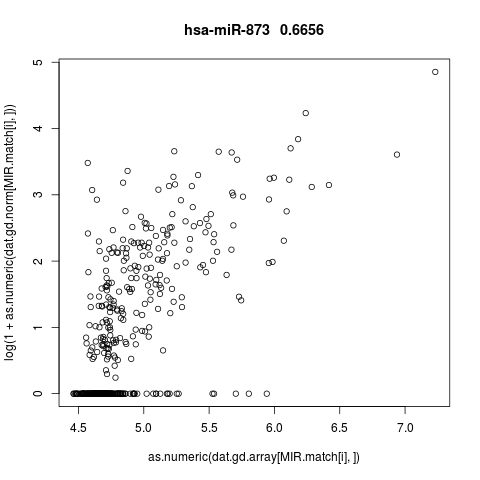 hsa-miR-873 0.6656
log(1 + as.numeric(dat.gd.norm[MIR.match[i], ]))
5
4
3
2
1
0
4.5 5.0 5.5 6.0 6.5 7.0
as.numeric(dat.gd.array[MIR.match[i], ])